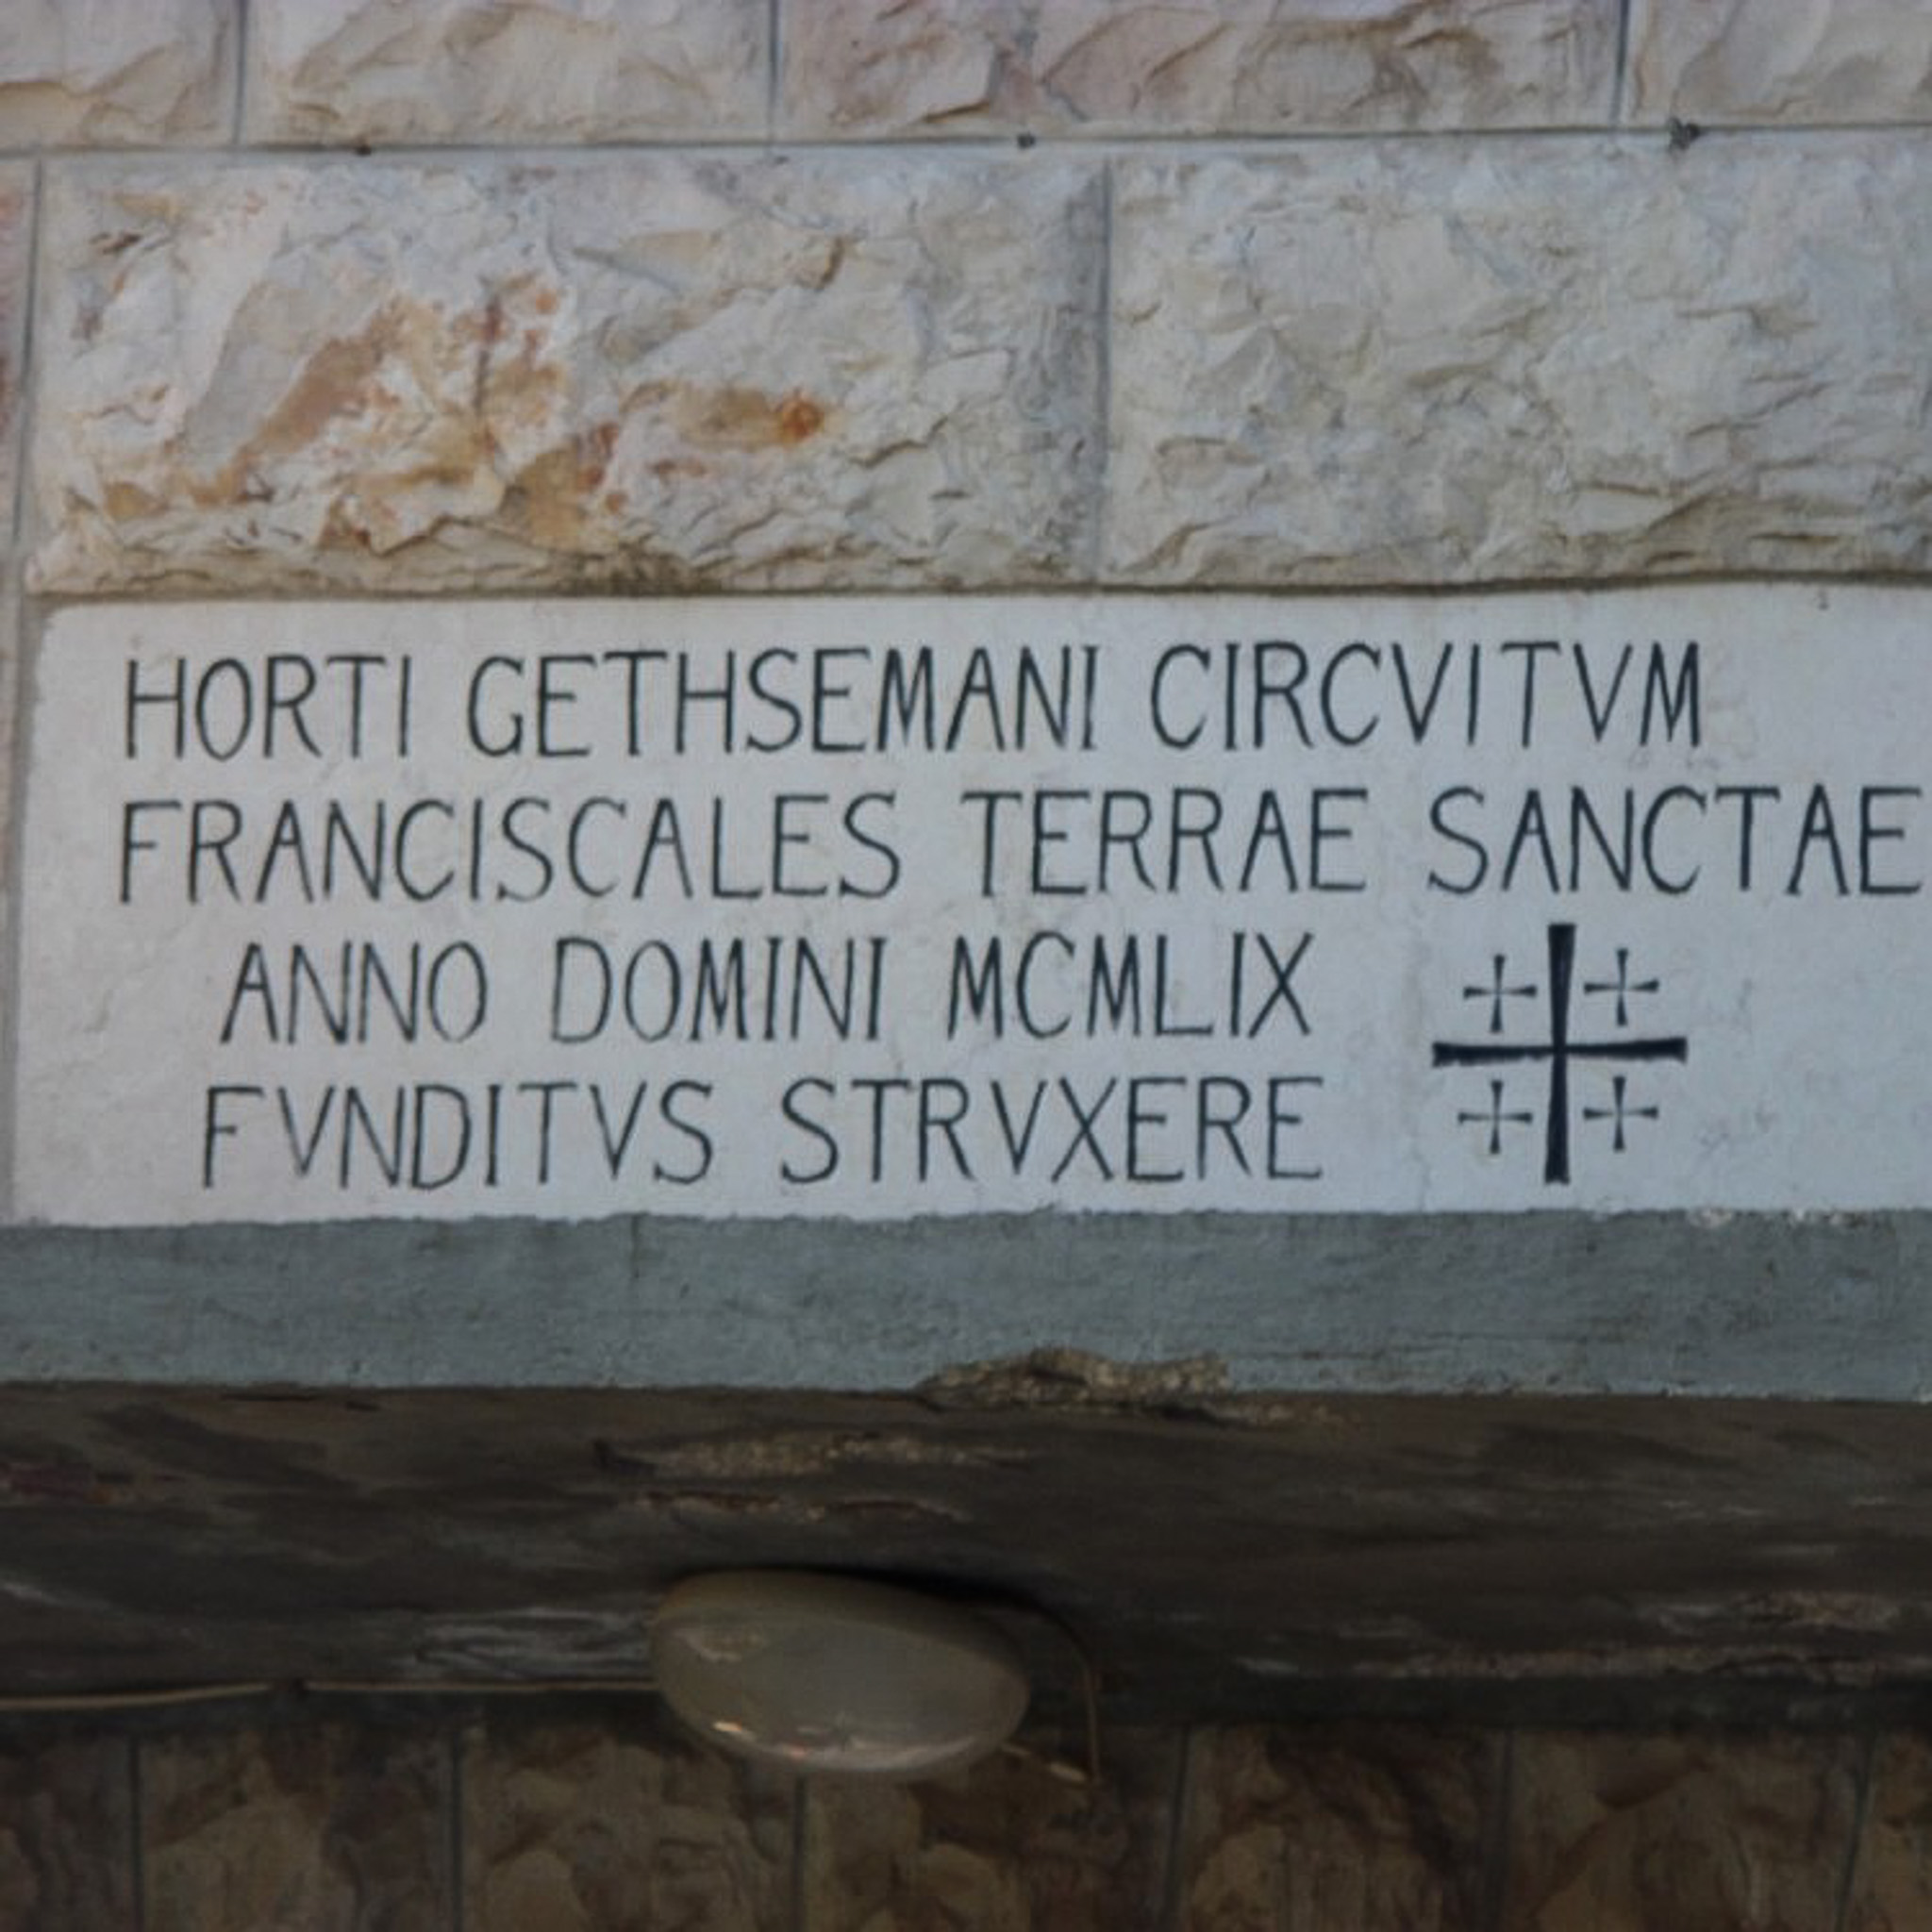 HORTI GETHSEMANI CIRCVITVM
FRANCISCALES TERRAE SANCTAE
ANNO DOMINI MCMLIX
FVNDITVS STRVXERE